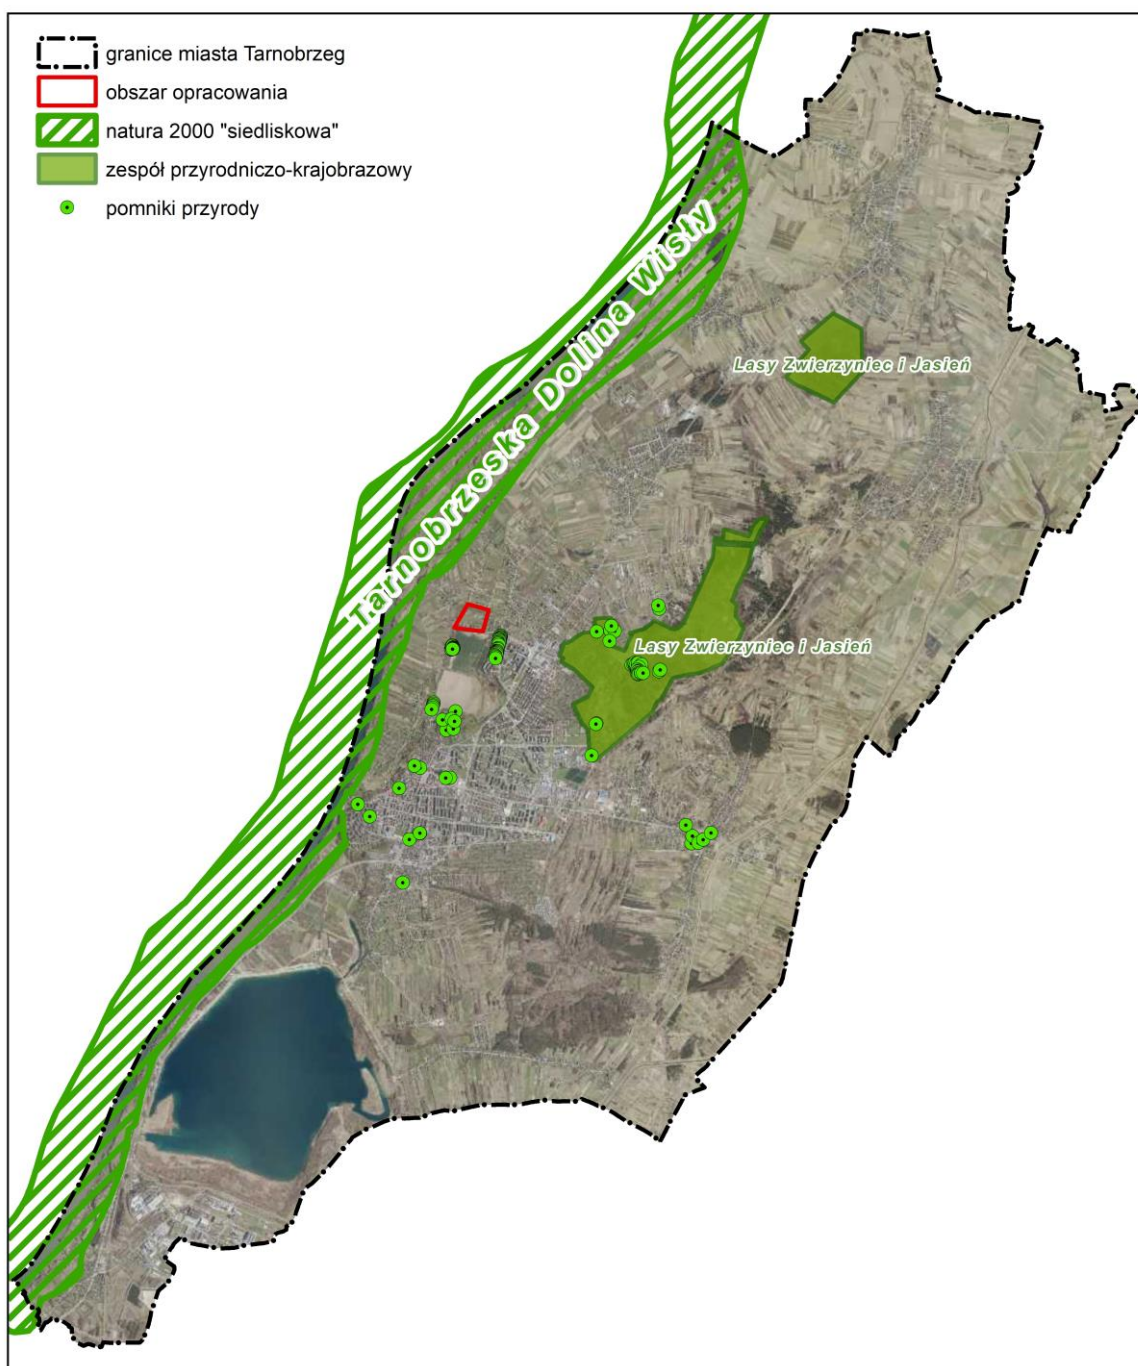 granice miasta Tarnobrzeg
obszar opracowania
natura 2000 "siedliskowa"
zespół przyrodniczo-krajobrazowy
pomniki przyrody
Tarnobrzeska Dolina Wisły
Lasy Zwierzyniec i Jasień
Lasy Zwierzyniec i Jasień